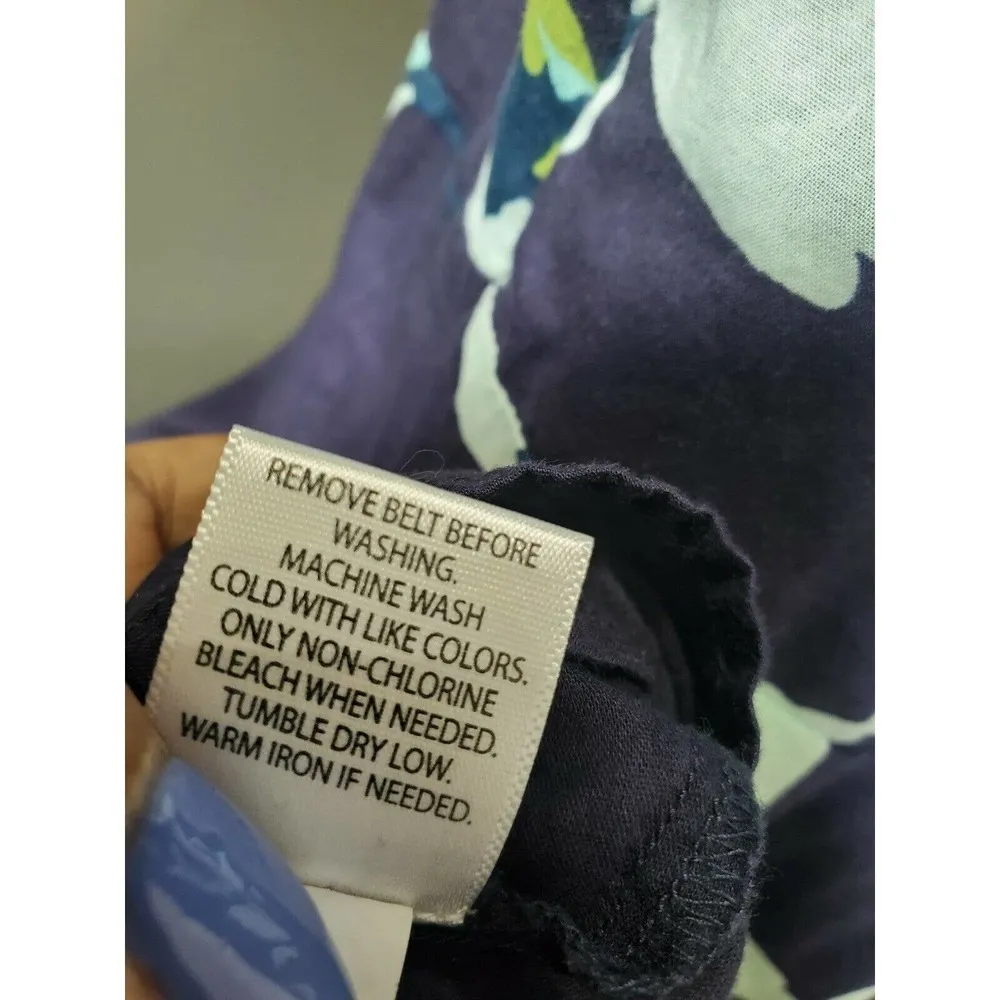 REMOVE BELT BEFORE
WASHING.
MACHINE WASH
COLD WITH LIKE COLORS.
ONLY NON-CHLORINE
BLEACH WHEN NEEDED.
TUMBLE DRY LOW.
WARM IRON IF NEEDED.